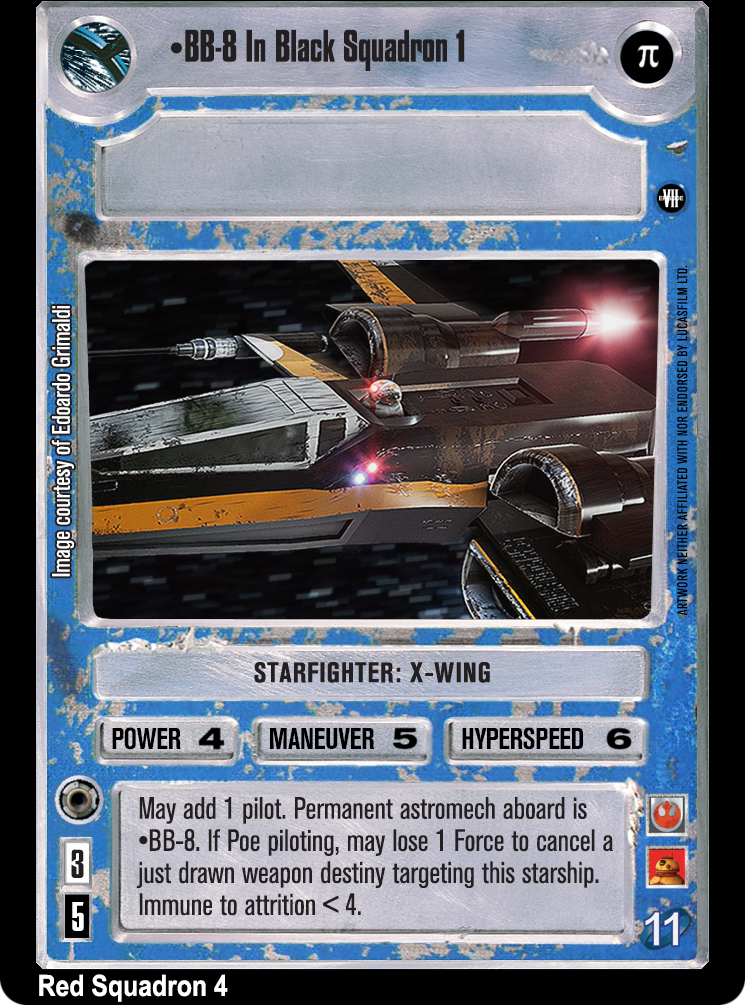 •BB-8 In Black Squadron 1
π
EPISODE
VII
Image courtesy of Edoardo Grimaldi
ARTWORK NEITHER AFFILIATED WITH NOR ENDORSED BY LUCASFILM LTD.
STARFIGHTER: X-WING
POWER 4
MANEUVER 5
HYPERSPEED 6
May add 1 pilot. Permanent astromech aboard is
•BB-8. If Poe piloting, may lose 1 Force to cancel a
just drawn weapon destiny targeting this starship.
Immune to attrition < 4.
3
5
11
Red Squadron 4